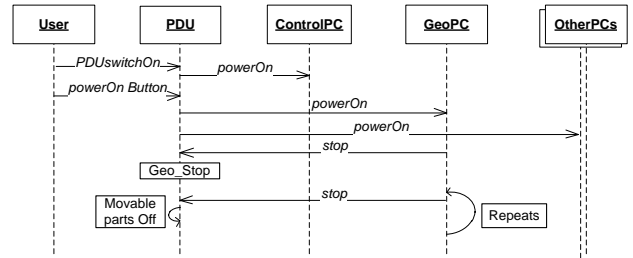 User PDU ControlPC GeoPC OtherPCs
PDUswitchOn
powerOn
powerOn Button
powerOn
powerOn
stop
Geo_Stop
stop
Movable
parts Off
Repeats